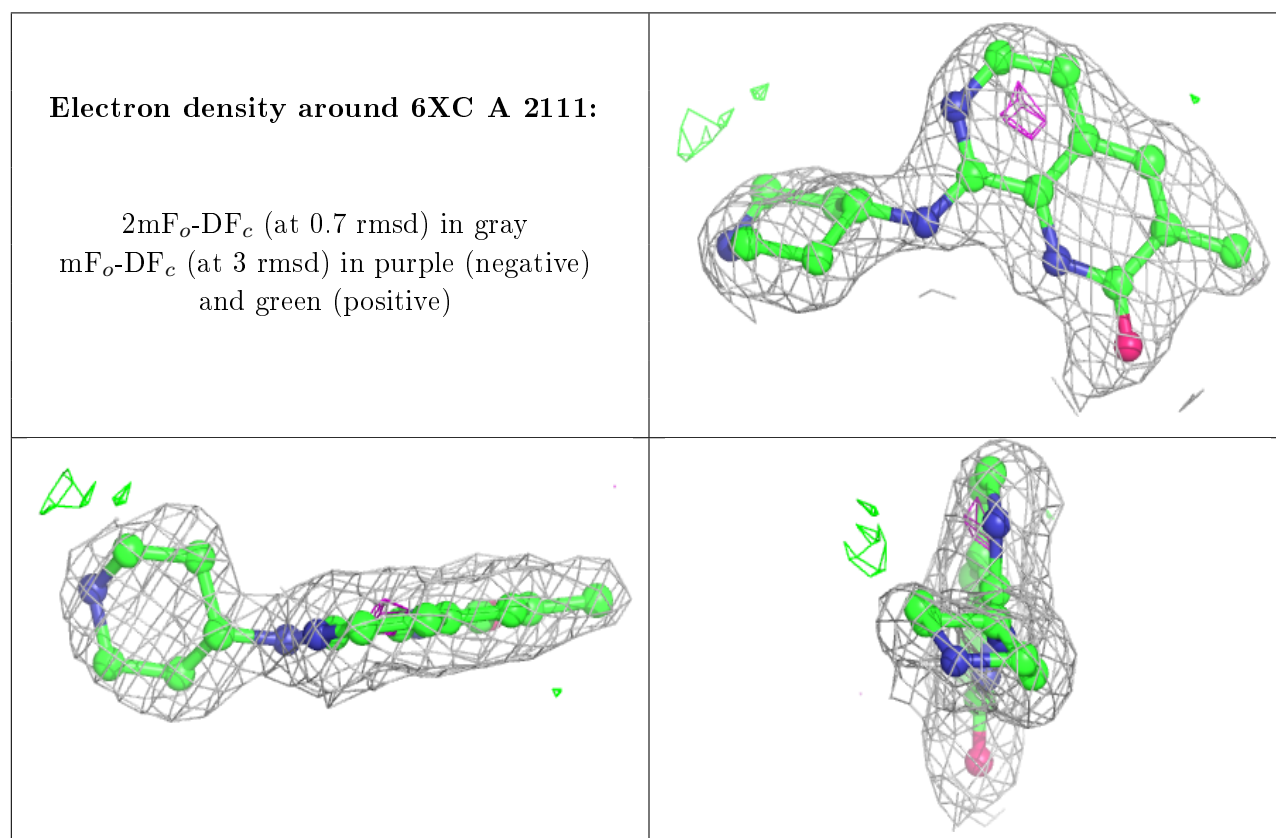 Electron density around 6XC A 2111:
2mFo-DFc (at 0.7 rmsd) in gray
mFo-DFc (at 3 rmsd) in purple (negative)
and green (positive)